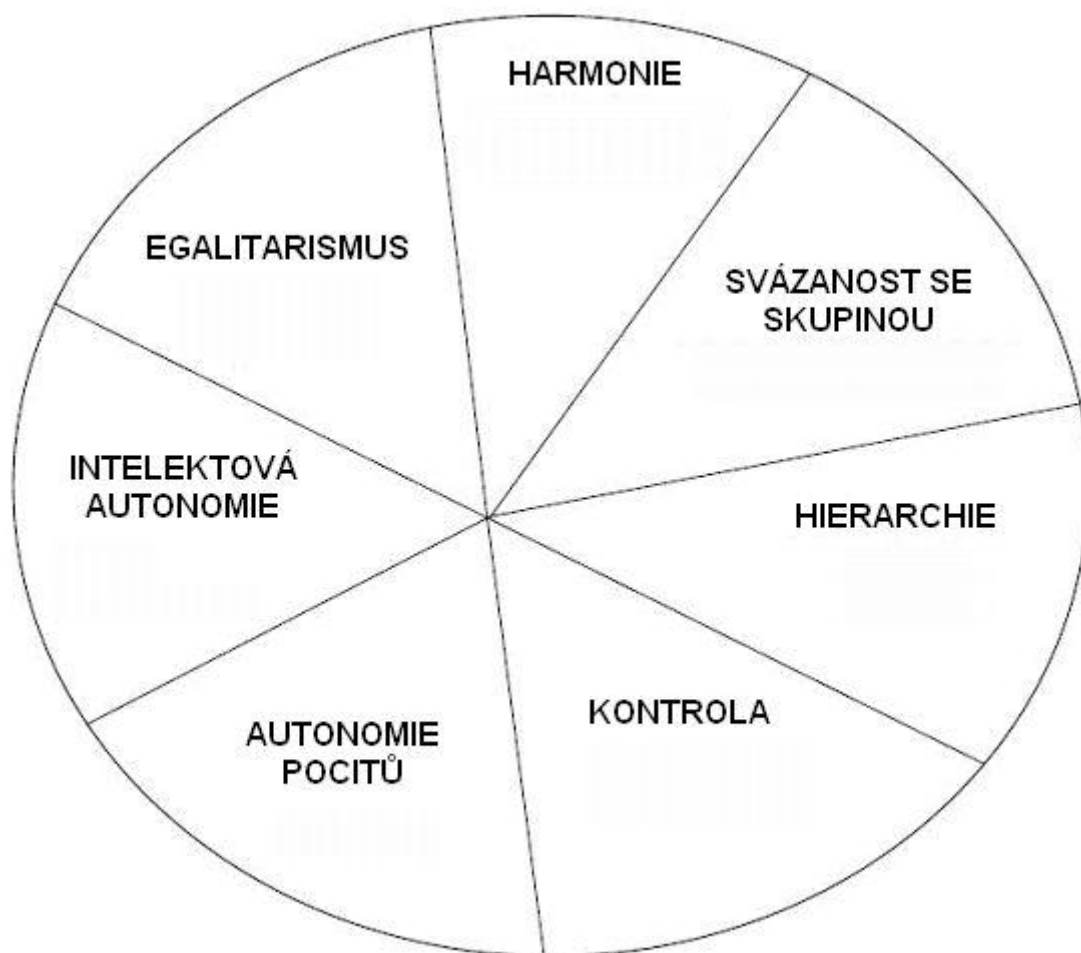 HARMONIE
EGALITARISMUS
SVÁZANOST SE
SKUPINOU
INTELEKTOVÁ
AUTONOMIE
HIERARCHIE
KONTROLA
AUTONOMIE
POCITŮ